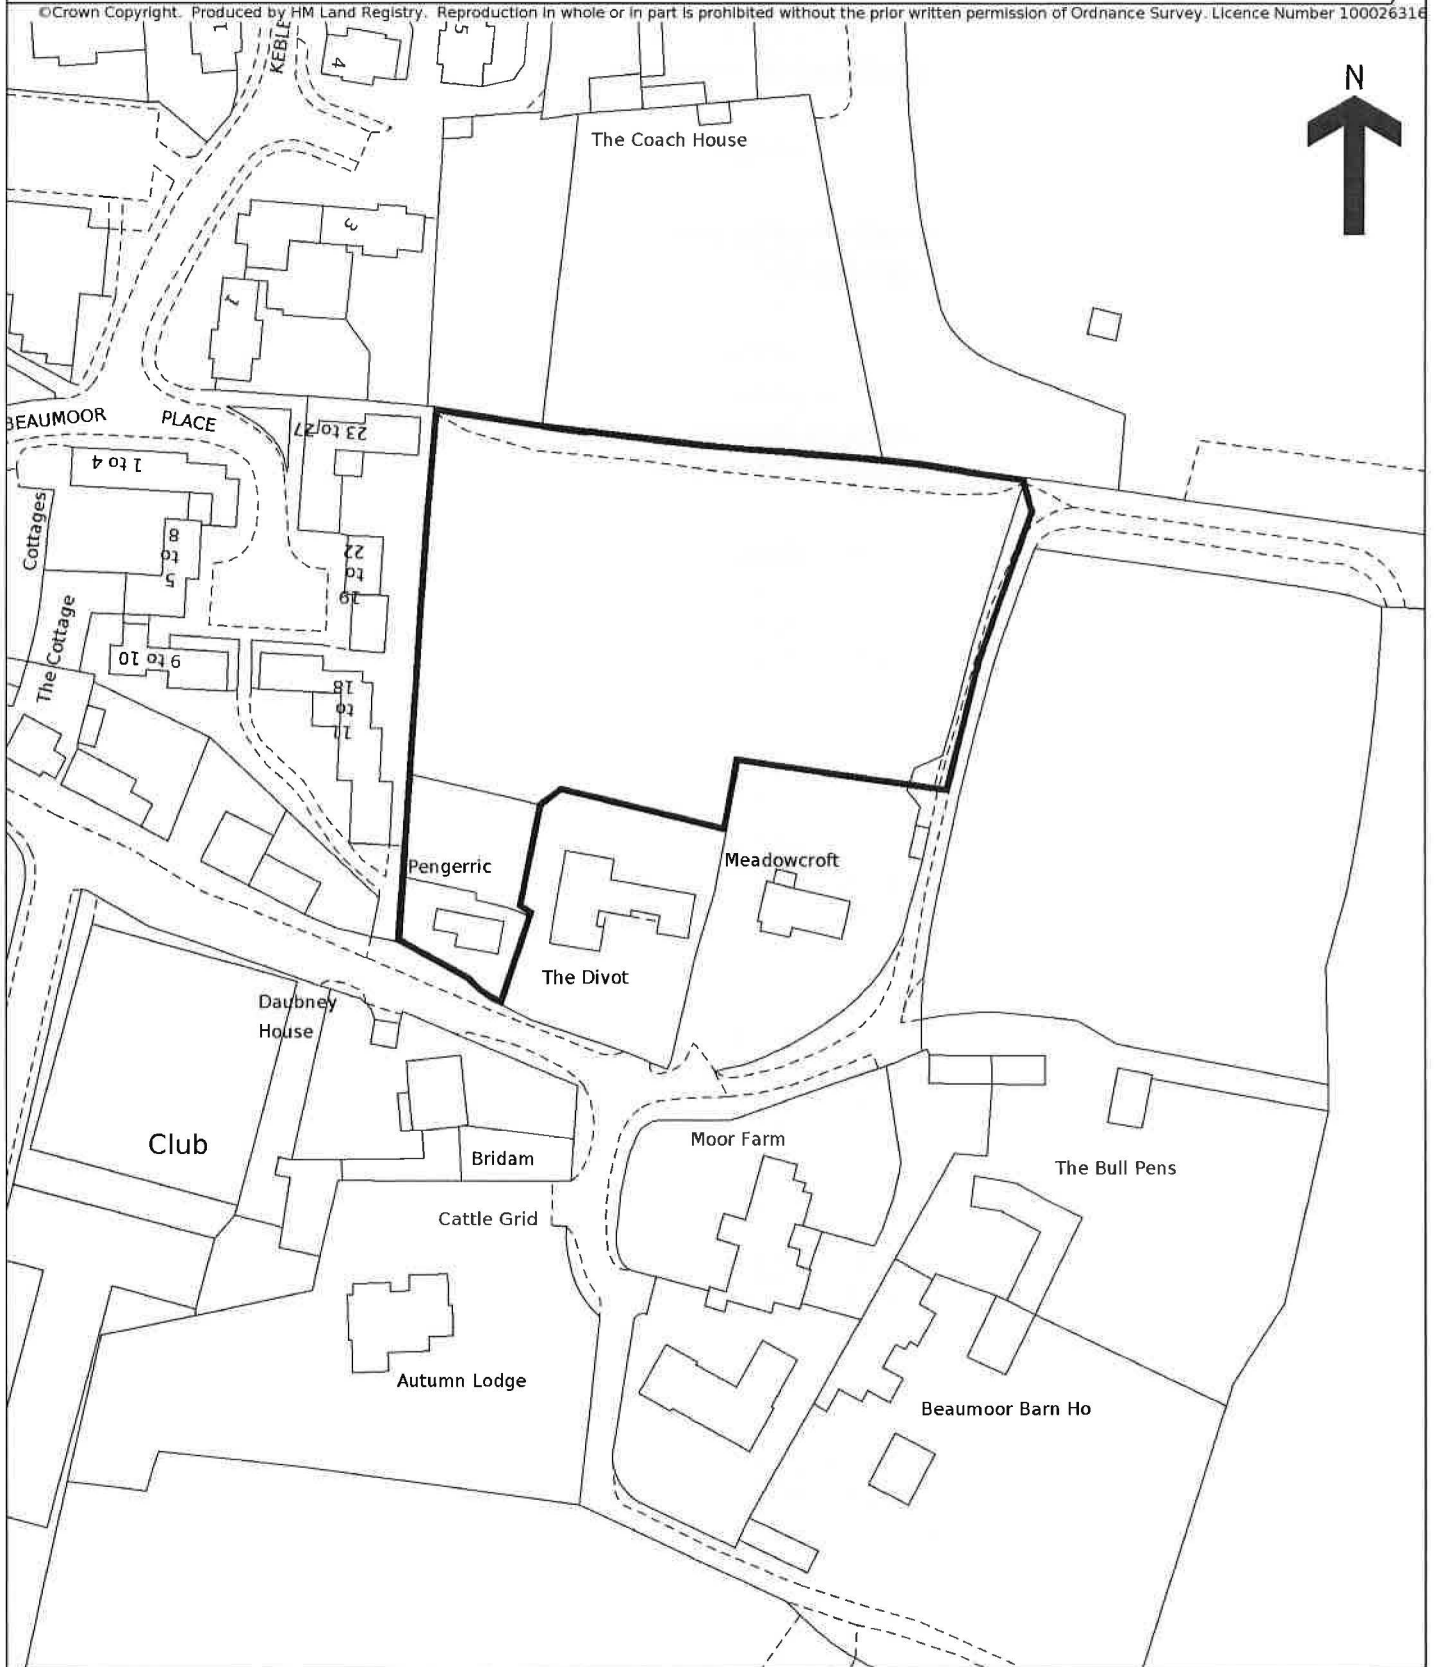 ©Crown Copyright. Produced by HM Land Registry. Reproduction in whole or in part is prohibited without the prior written permission of Ordnance Survey. Licence Number 100026316
KEBLE
1
4
5
N
The Coach House
3
1
BEAUMOOR PLACE
23 to 27
1 to 4
Cottages
8
to
5
22
to
19
The Cottage
9 to 10
18
to
11
Pengerric
Meadowcroft
The Divot
Daubney
House
Club
Moor Farm
Bridam
The Bull Pens
Cattle Grid
Autumn Lodge
Beaumoor Barn Ho